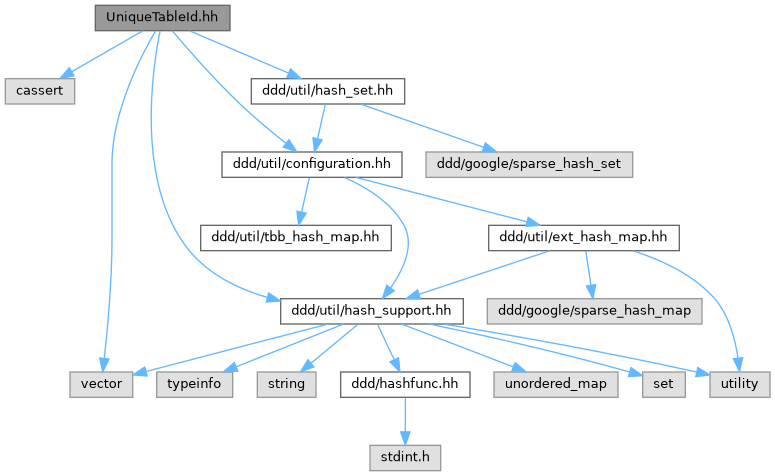 UniqueTableId.hh
cassert
ddd/util/hash_set.hh
ddd/util/configuration.hh
ddd/google/sparse_hash_set
ddd/util/tbb_hash_map.hh
ddd/util/ext_hash_map.hh
ddd/util/hash_support.hh
ddd/google/sparse_hash_map
vector
typeinfo
string
ddd/hashfunc.hh
unordered_map
set
utility
stdint.h